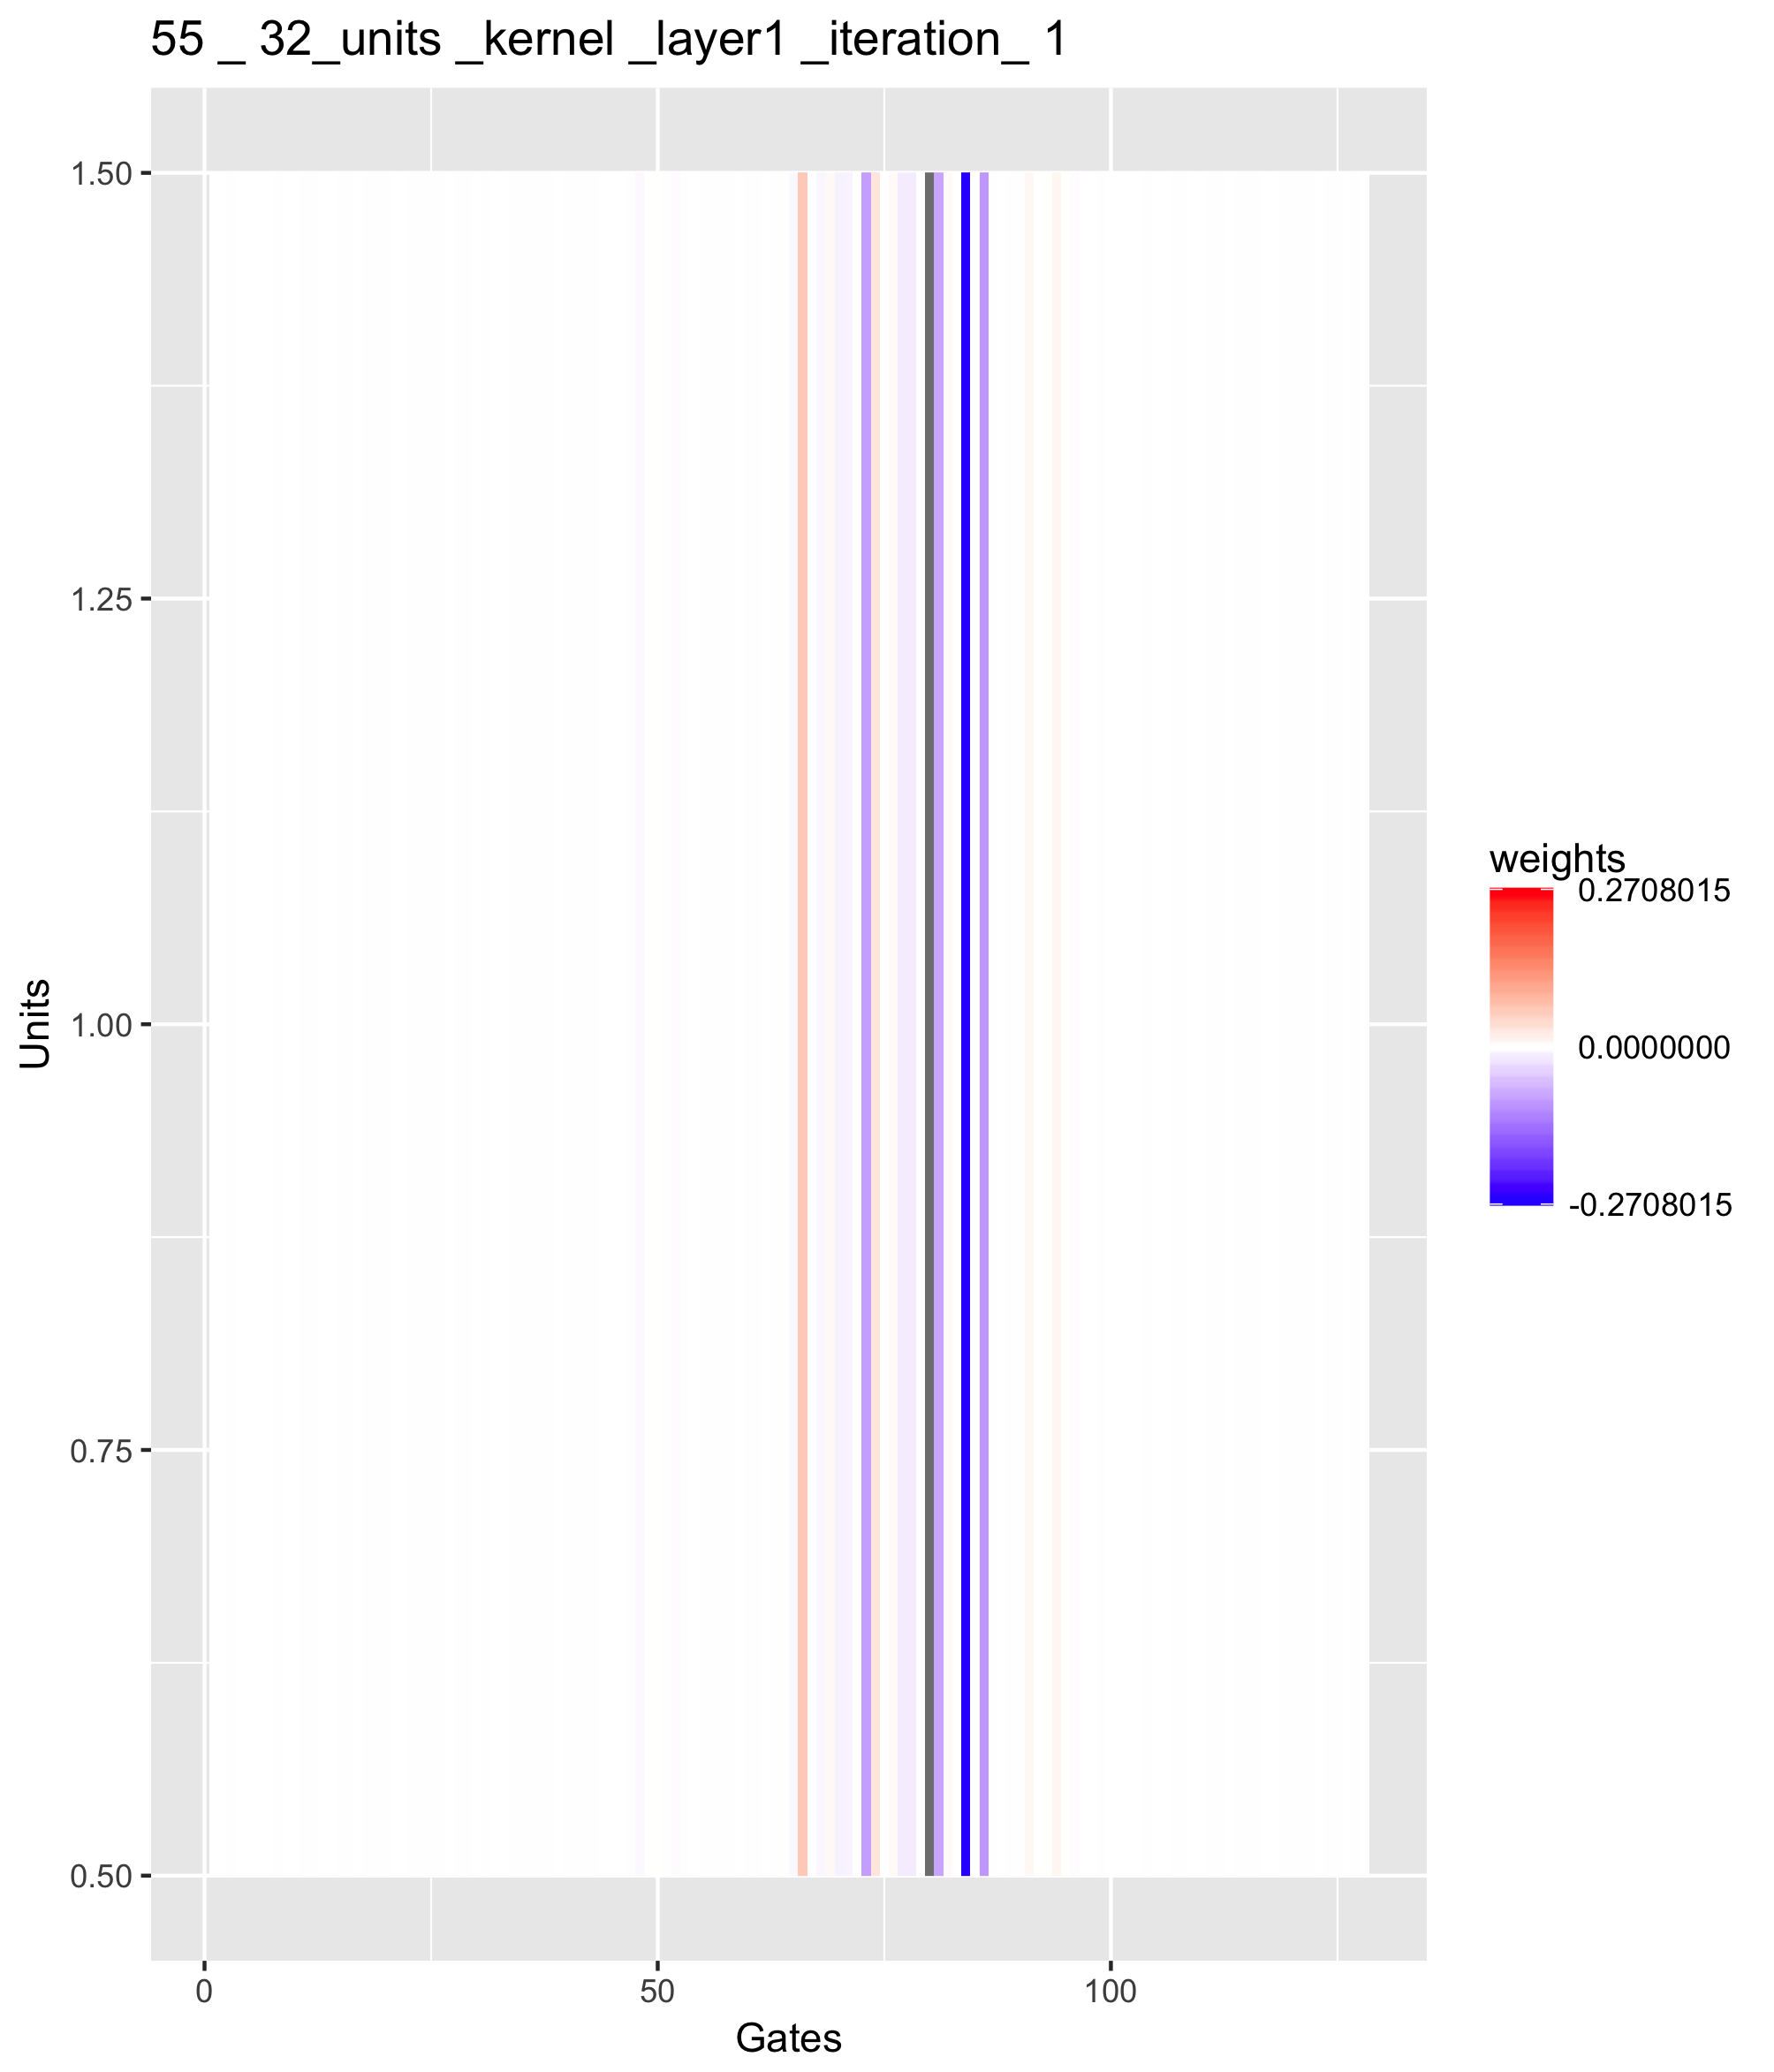 55 _ 32_units _kernel _layer1 _iteration_ 1
1.50
1.25
1.00
0.75
0.50
Units
0
50
100
Gates
weights
0.2708015
0.0000000
-0.2708015